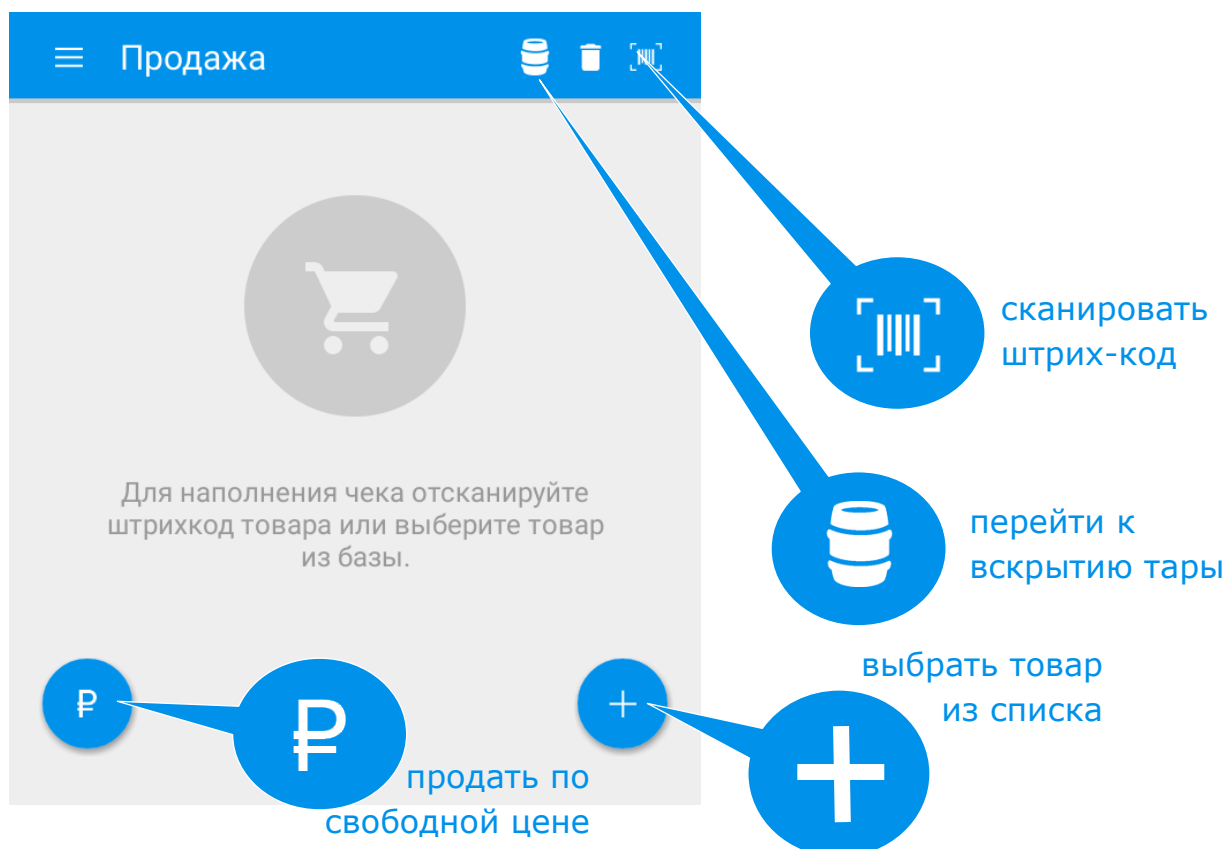 Продажа
сканировать
штрих-код
Для наполнения чека отсканируйте
штрихкод товара или выберите товар
из базы.
перейти к
вскрытию тары
выбрать товар
из списка
₽
₽
продать по
свободной цене